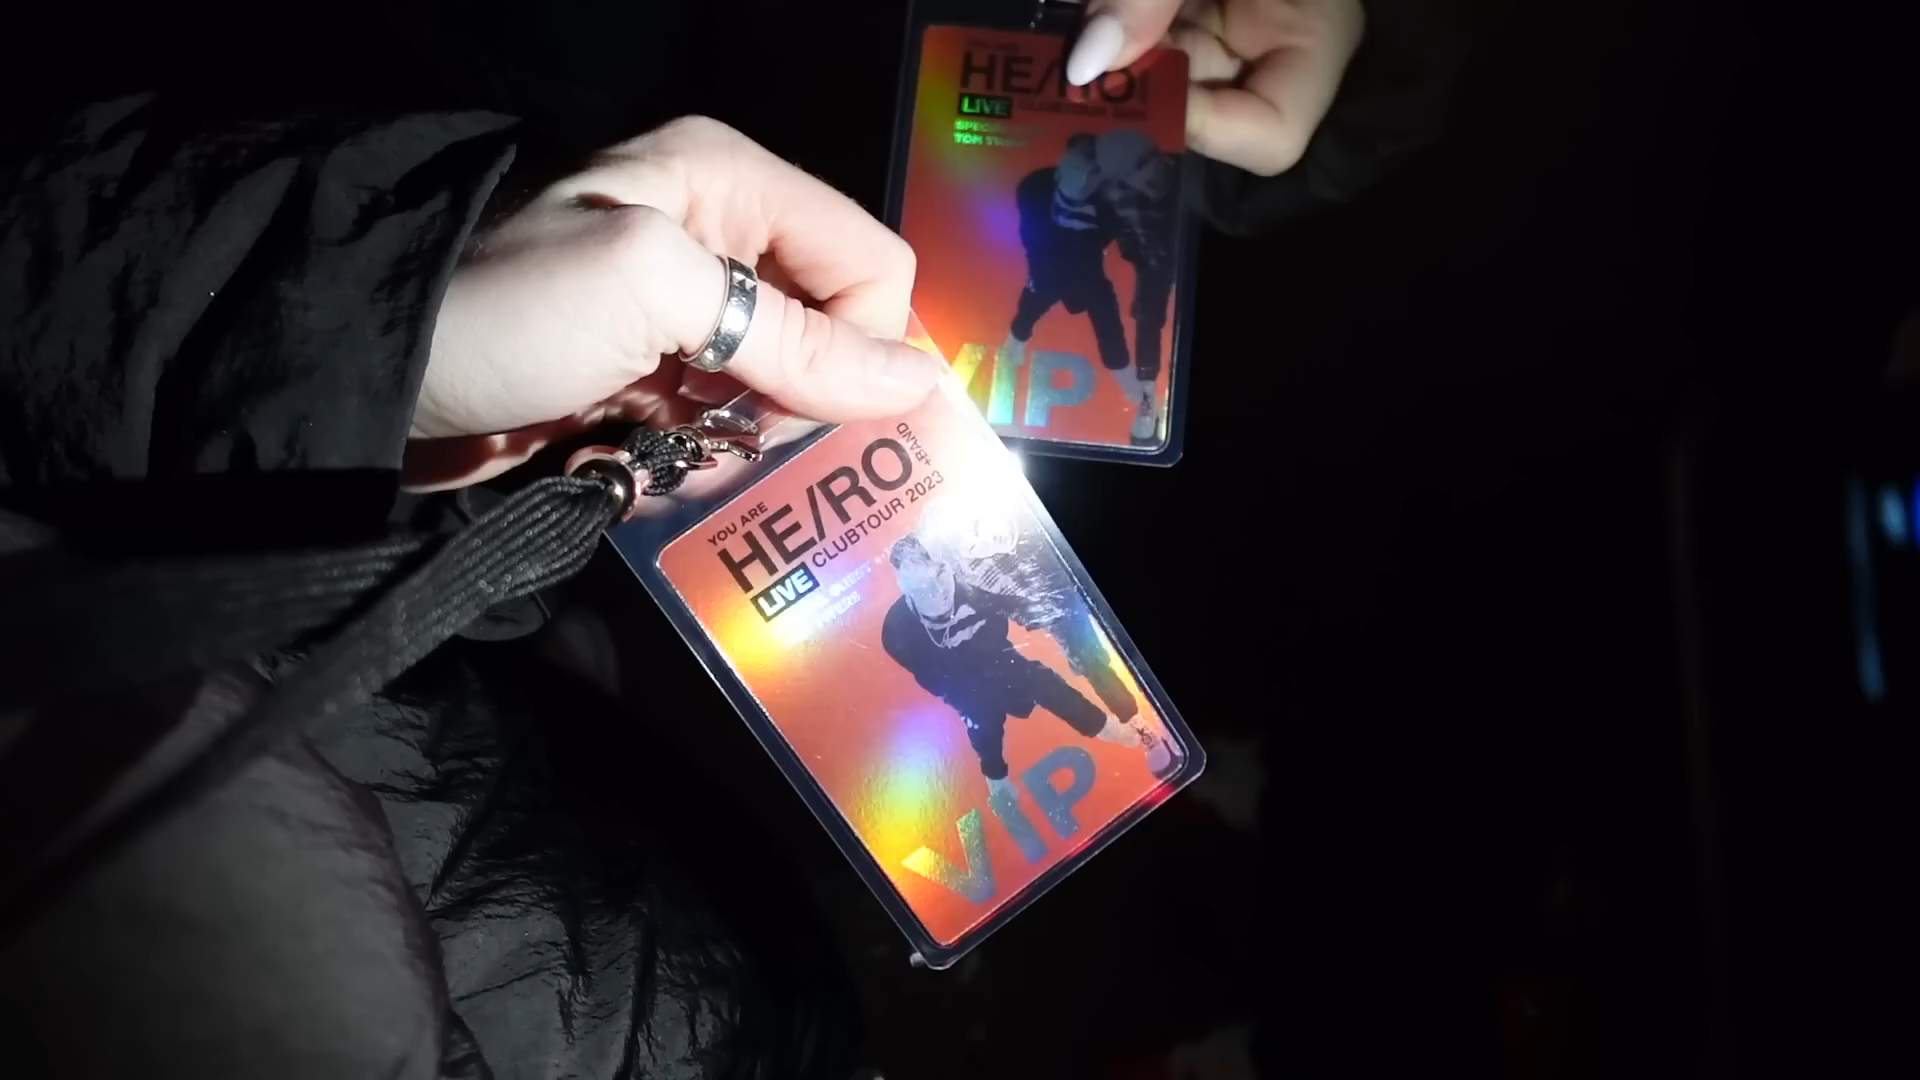 HE/RO
LIVE
VIP
YOU ARE
HE/RO
+BAND
LIVE CLUBTOUR 2023
VIP